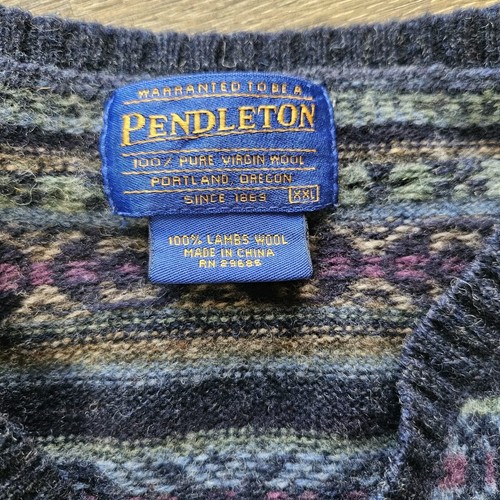 WARRANTED TO BE A
PENDLETON
100% PURE VIRGIN WOOL
PORTLAND, OREGON.
SINCE 1863 XXL
100% LAMBS WOOL
MADE IN CHINA
RN 29685